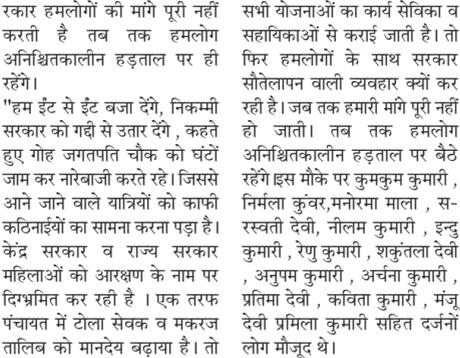 रकार हमलोगों की मांगे पूरी नहीं
करती है तब तक हमलोग
अनिश्चितकालीन हड़ताल पर ही
रहेंगे।
"हम ईंट से ईंट बजा देंगे, निकम्मी
सरकार को गद्दी से उतार देंगे , कहते
हुए गोह जगतपति चौक को घंटों
जाम कर नारेबाजी करते रहे। जिससे
आने जाने वाले यात्रियों को काफी
कठिनाईयों का सामना करना पड़ा है।
केंद्र सरकार व राज्य सरकार
महिलाओं को आरक्षण के नाम पर
दिग्भ्रमित कर रही है । एक तरफ
पंचायत में टोला सेवक व मकरज
तालिब को मानदेय बढ़ाया है। तो
सभी योजनाओं का कार्य सेविका व
सहायिकाओं से कराई जाती है। तो
फिर हमलोगों के साथ सरकार
सौतेलापन वाली व्यवहार क्यों कर
रही है। जब तक हमारी मांगे पूरी नहीं
हो जाती। तब तक हमलोग
अनिश्चितकालीन हड़ताल पर बैठे
रहेंगे।इस मौके पर कुमकुम कुमारी ,
निर्मला कुंवर,मनोरमा माला , स-
रस्वती देवी, नीलम कुमारी , इन्दु
कुमारी , रेणु कुमारी , शकुंतला देवी
, अनुपम कुमारी , अर्चना कुमारी ,
प्रतिमा देवी , कविता कुमारी , मंजू
देवी प्रमिला कुमारी सहित दर्जनों
लोग मौजूद थे।